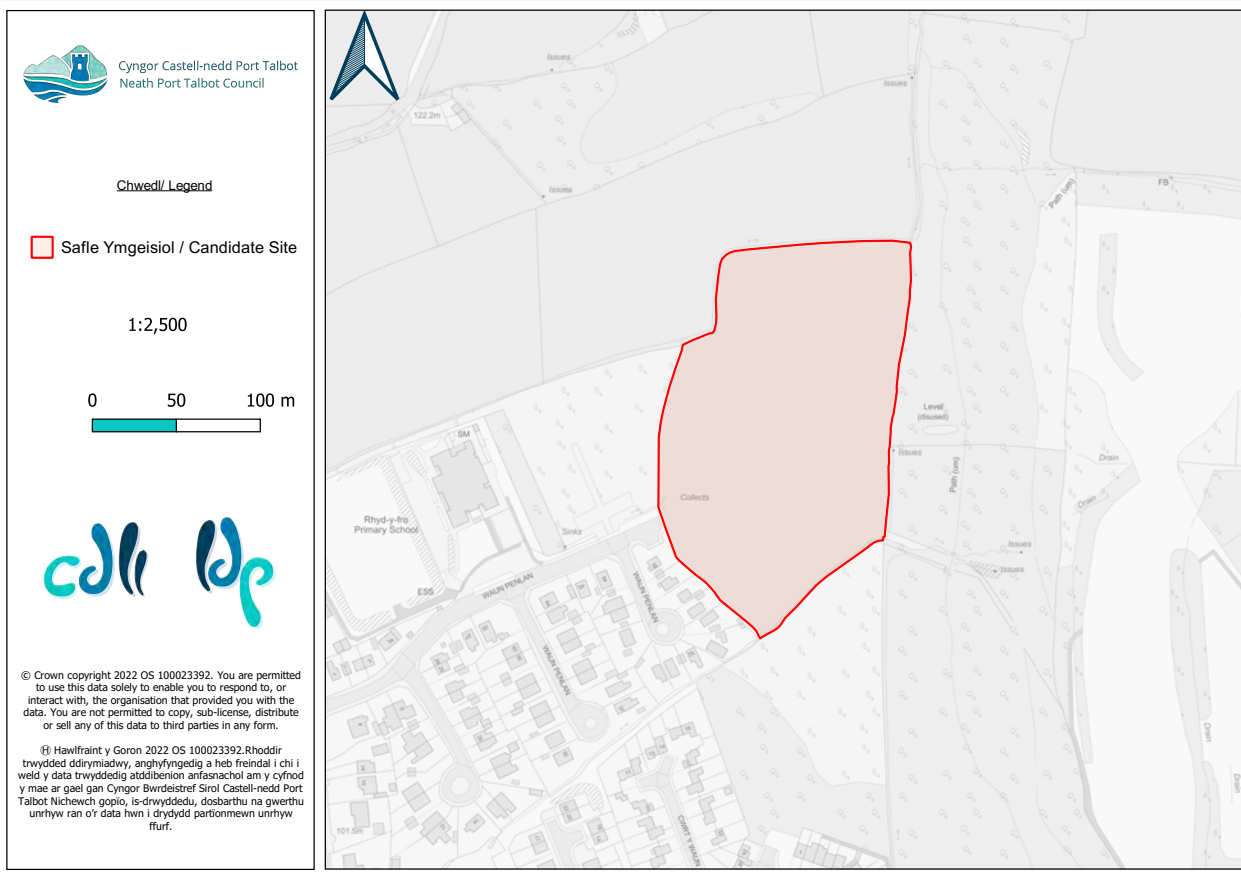 Cyngor Castell-nedd Port Talbot
Neath Port Talbot Council
Chwedl/ Legend
Safle Ymgeisiol / Candidate Site
1:2,500
0 50 100 m
cdll ldp
© Crown copyright 2022 OS 100023392. You are permitted
to use this data solely to enable you to respond to, or
interact with, the organisation that provided you with the
data. You are not permitted to copy, sub-license, distribute
or sell any of this data to third parties in any form.
Ⓗ Hawlfraint y Goron 2022 OS 100023392.Rhoddir
trwydded ddirymiadwy, anghyfyngedig a heb freindal i chi i
weld y data trwyddedig atddibenion anfasnachol am y cyfnod
y mae ar gael gan Cyngor Bwrdeistref Sirol Castell-nedd Port
Talbot Nichewch gopïo, is-drwyddedu, dosbarthu na gwerthu
unrhyw ran o'r data hwn i drydydd partïonmewn unrhyw
ffurf.
Issues
Issues
122.2m
Issues
Path (um)
FB
Level
(disused)
SM
Issues
Path (um)
Drain
Drain
Collects
Rhyd-y-fro
Primary School
Sinks
Issues
Issues
ESS
WAUN PENLAN
WAUN PENLAN
WAUN PENLAN
CWRT Y WAUN
101.5m
Drain
Drain